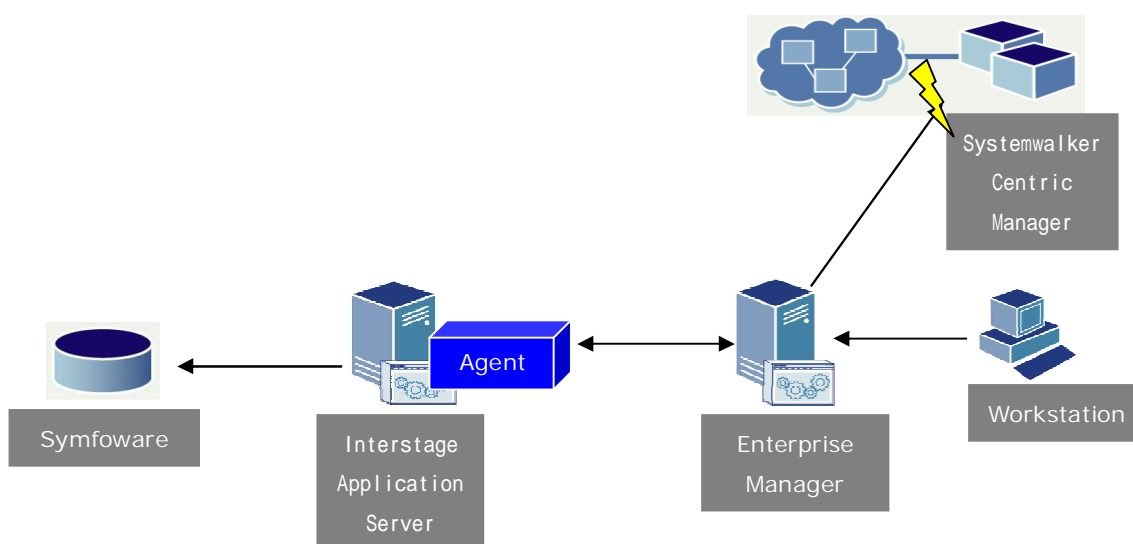 Systemwalker
Centric
Manager
Agent
Symfoware
Interstage
Application
Server
Enterprise
Manager
Workstation